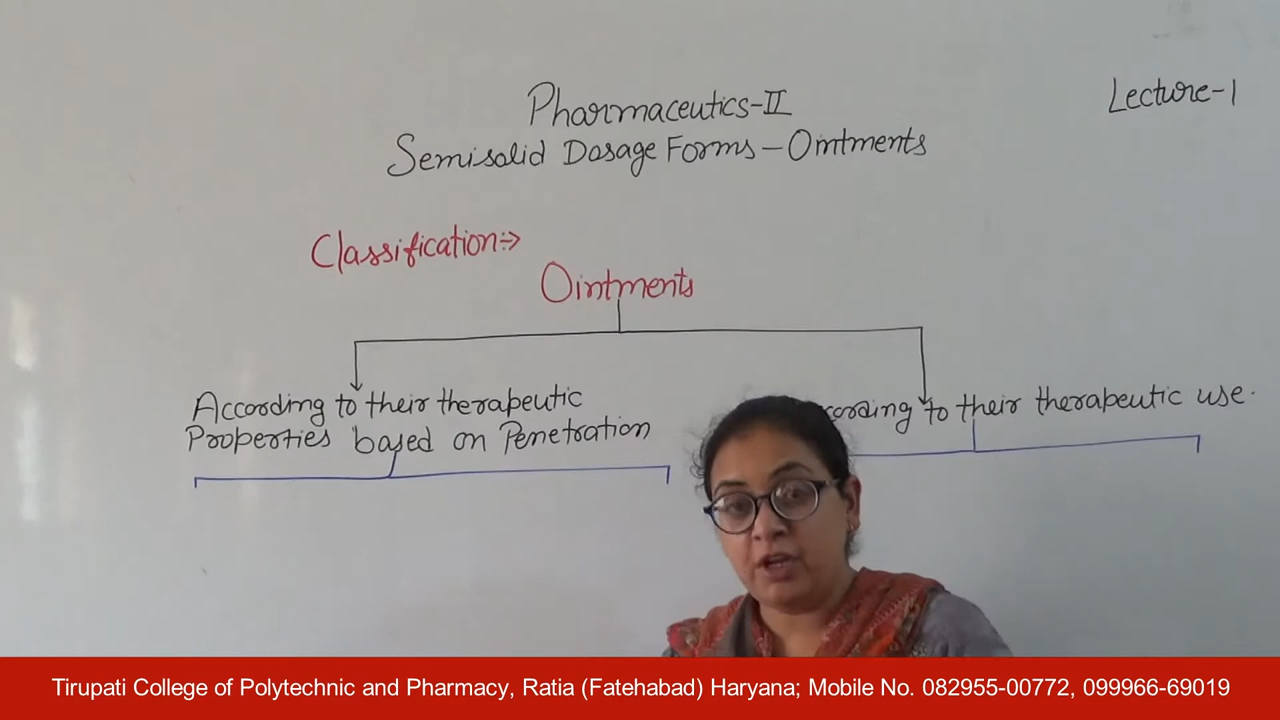 Pharmaceutics-II
Lecture-1
Semisolid Dosage Forms - Ointments
Classification:->
Ointments
According to their therapeutic
Properties based on Penetration
to their therapeutic use.
Tirupati College of Polytechnic and Pharmacy, Ratia (Fatehabad) Haryana; Mobile No. 082955-00772, 099966-69019